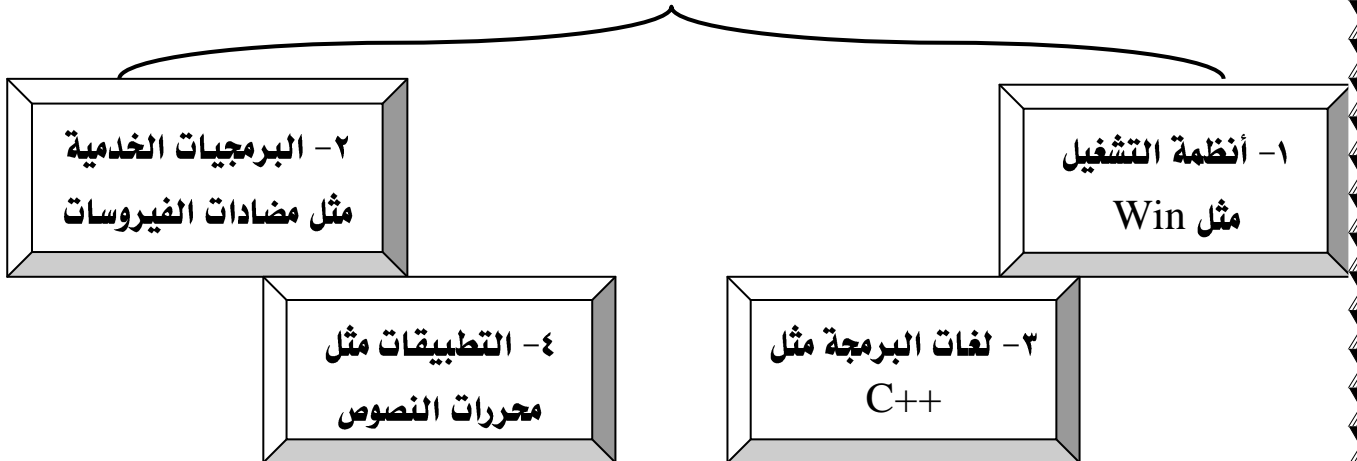 ١- أنظمة التشغيل
مثل Win
٢- البرمجيات الخدمية
مثل مضادات الفيروسات
٣- لغات البرمجة مثل
C++
٤- التطبيقات مثل
محررات النصوص